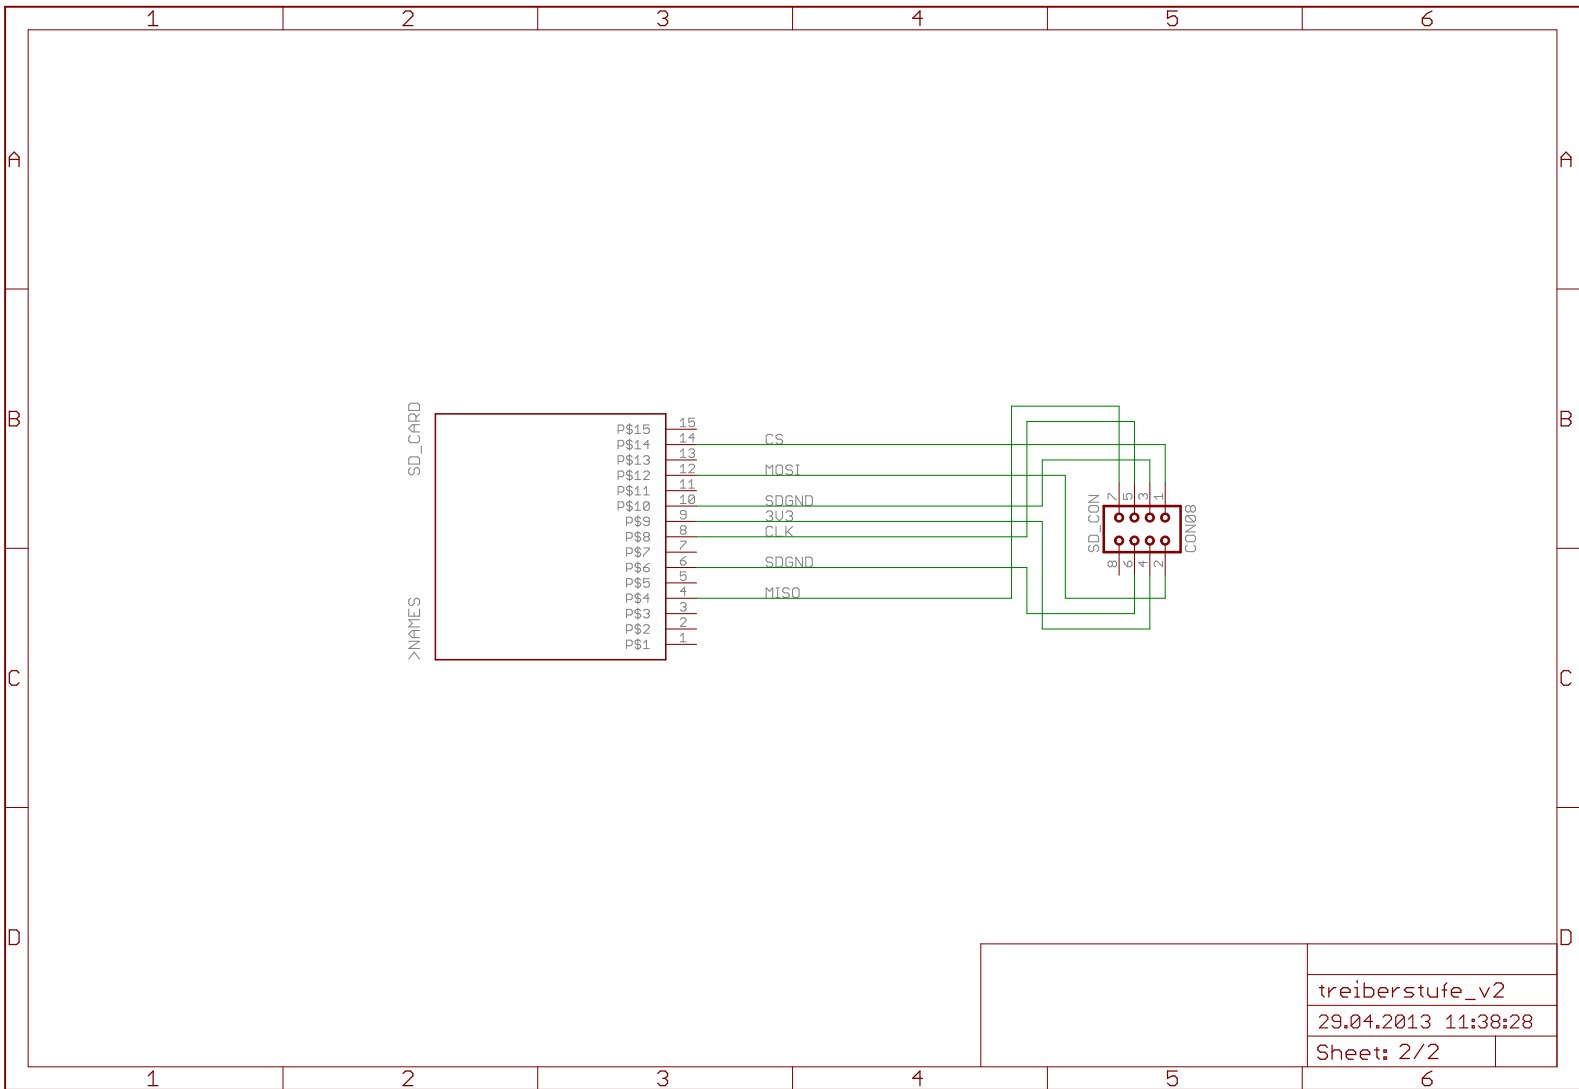 1 2 3 4 5 6
A A
B B
C C
D D
SD_CARD
>NAMES
P$15 15
P$14 14 CS
P$13 13
P$12 12 MOSI
P$11 11
P$10 10 SDGND
P$9 9 3V3
P$8 8 CLK
P$7 7
P$6 6 SDGND
P$5 5
P$4 4 MISO
P$3 3
P$2 2
P$1 1
SD_CON
7 5 3 1
8 6 4 2
CON08
treiberstufe_v2
29.04.2013 11:38:28
Sheet: 2/2
1 2 3 4 5 6